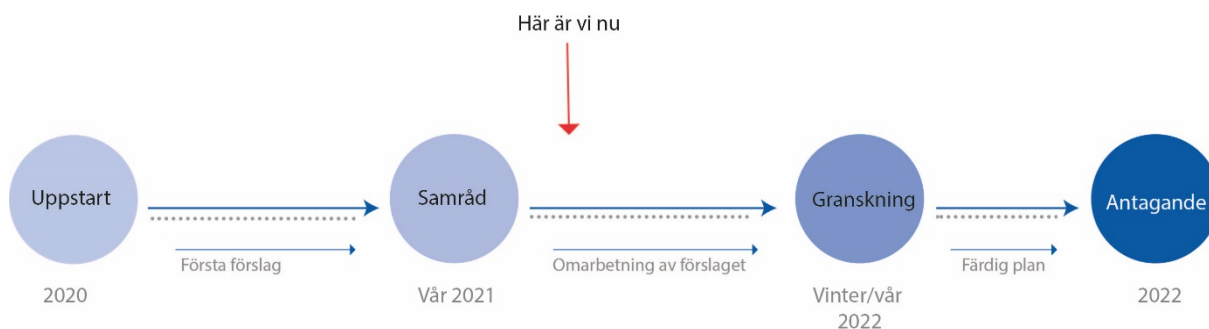 Här är vi nu
Uppstart
Samråd
Granskning
Antagande
Första förslag
Omarbetning av förslaget
Färdig plan
2020
Vår 2021
Vinter/vår
2022
2022